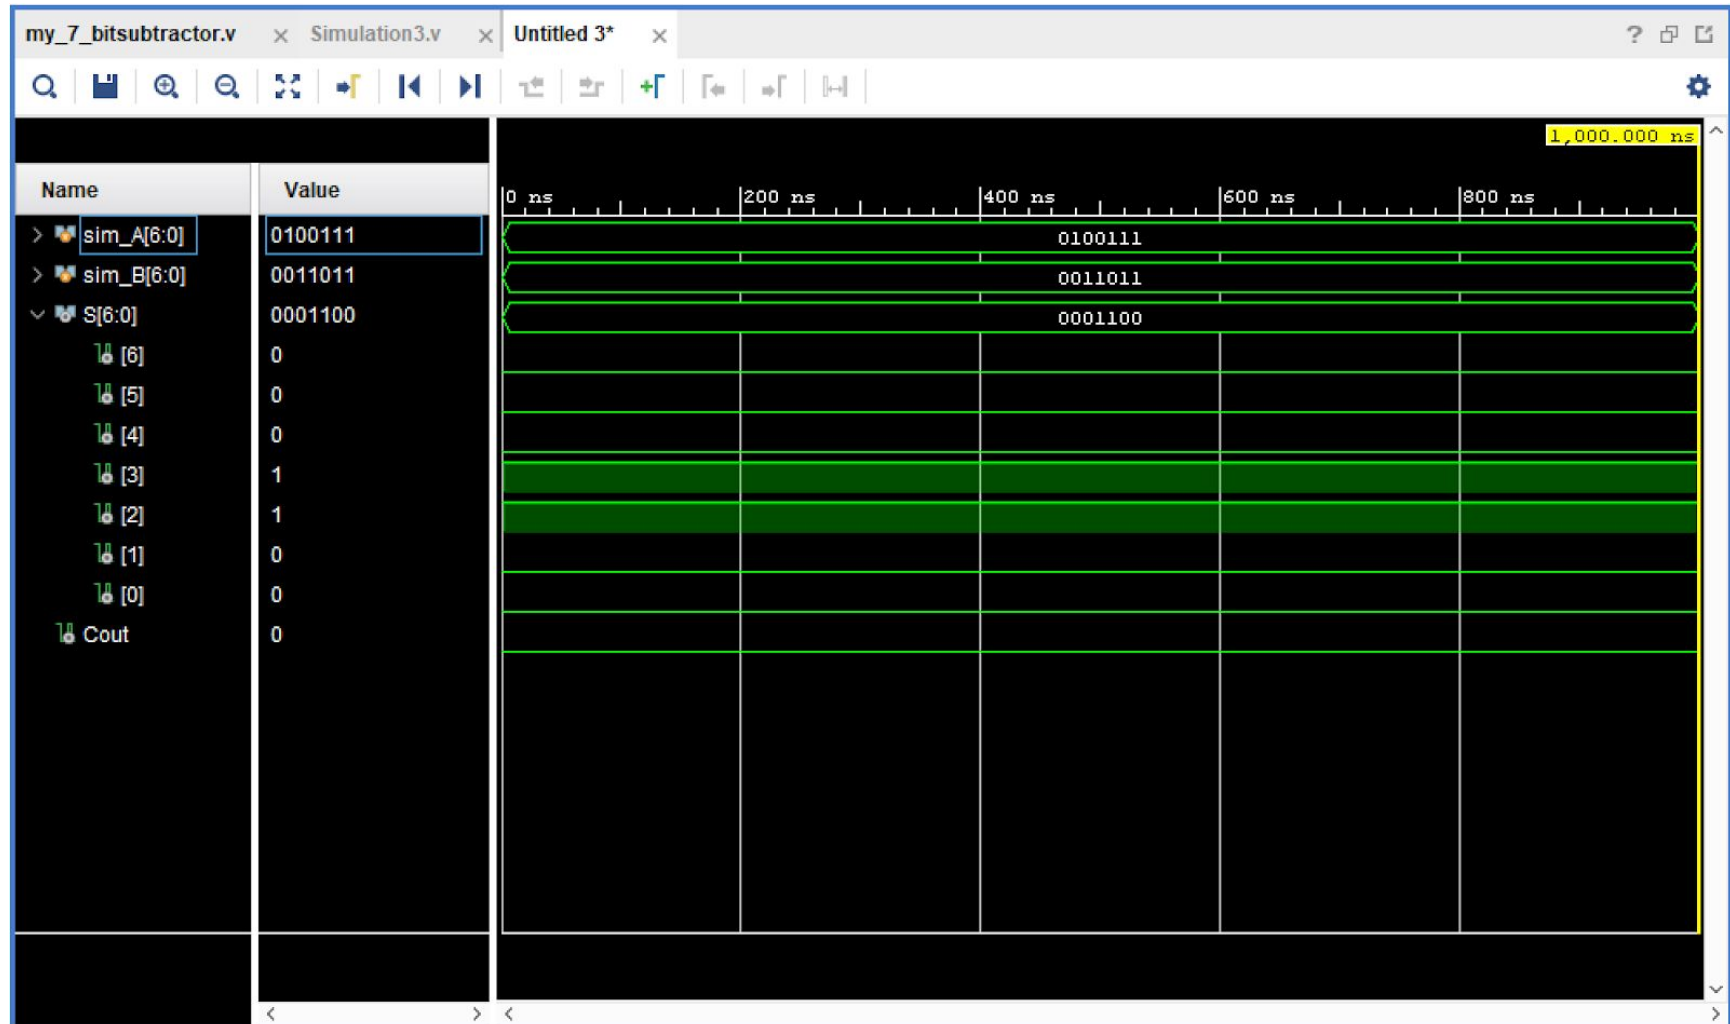 my_7_bitsubtractor.v × Simulation3.v × Untitled 3* ×
1,000.000 ns
Name Value 0 ns 200 ns 400 ns 600 ns 800 ns
sim_A[6:0] 0100111 0100111
sim_B[6:0] 0011011 0011011
S[6:0] 0001100 0001100
[6] 0
[5] 0
[4] 0
[3] 1
[2] 1
[1] 0
[0] 0
Cout 0